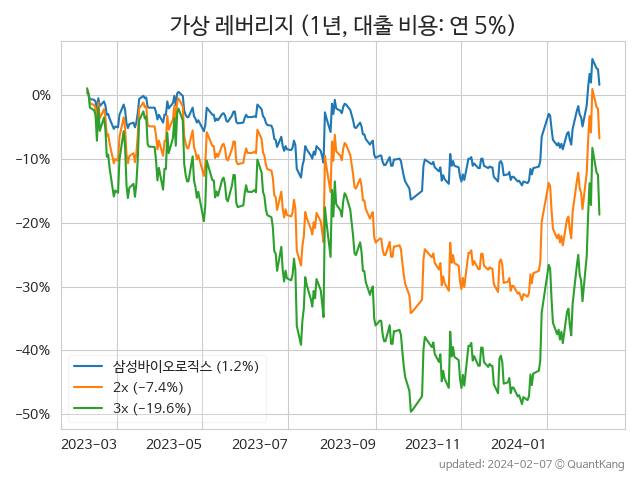 가상 레버리지 (1년, 대출 비용: 연 5%)
0%
−10%
−20%
−30%
−40%
−50%
삼성바이오로직스 (1.2%)
2x (−7.4%)
3x (−19.6%)
2023-03 2023-05 2023-07 2023-09 2023-11 2024-01
updated: 2024-02-07 © QuantKang